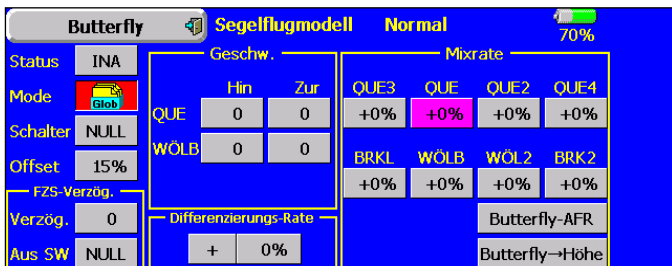 Butterfly Segelflugmodell Normal 70%
Status INA
Mode Glob
Schalter NULL
Offset 15%
FZS-Verzög.
Verzög. 0
Aus SW NULL
Geschw.
Hin Zur
QUE 0 0
WÖLB 0 0
Differenzierungs-Rate
+ 0%
Mixrate
QUE3 QUE QUE2 QUE4
+0% +0% +0% +0%
BRKL WÖLB WÖL2 BRK2
+0% +0% +0% +0%
Butterfly-AFR
Butterfly→Höhe